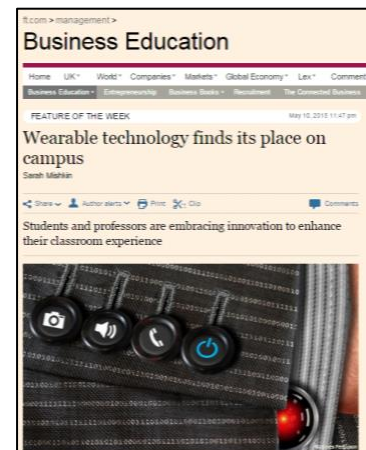 ft.com > management >
Business Education
Home UK World Companies Markets Global Economy Lex Comment
Business Education Entrepreneurship Business Books Recruitment The Connected Business
FEATURE OF THE WEEK May 10, 2015 11:47 pm
Wearable technology finds its place on
campus
Sarah Mishkin
Share Author alerts Print Clip Comments
Students and professors are embracing innovation to enhance
their classroom experience